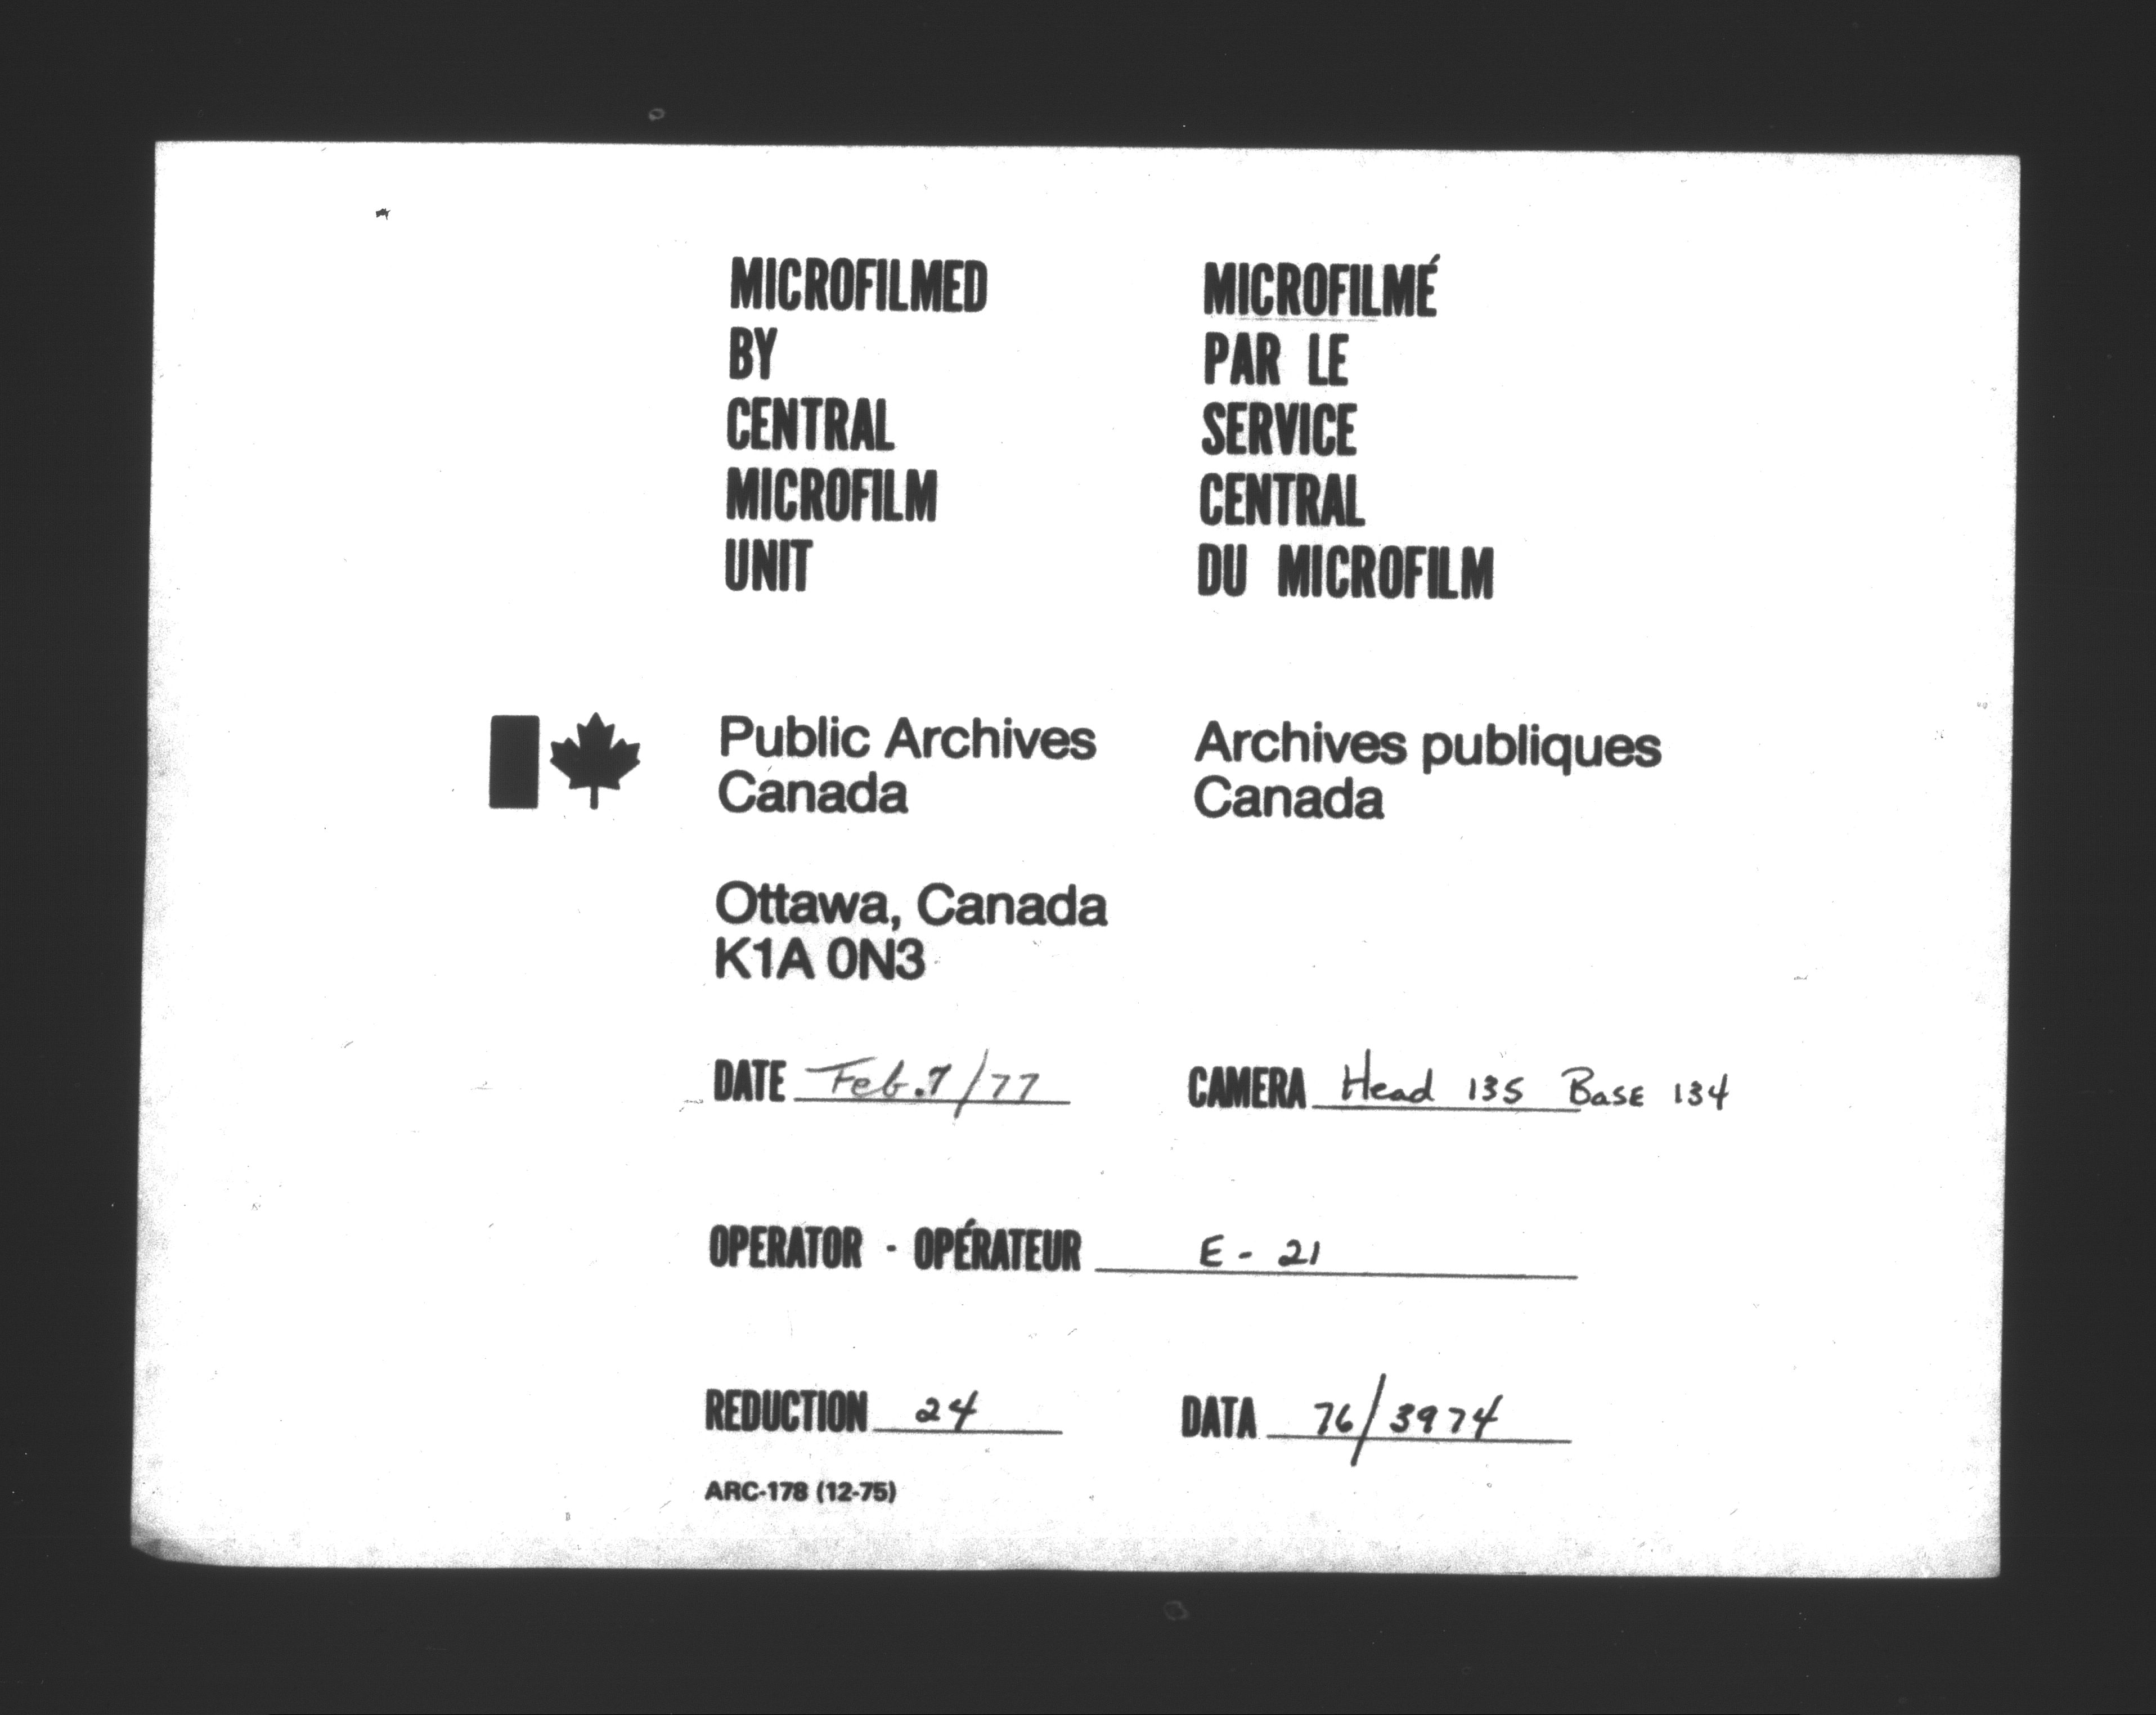 MICROFILMED
BY
CENTRAL
MICROFILM
UNIT
MICROFILMÉ
PAR LE
SERVICE
CENTRAL
DU MICROFILM
Public Archives
Canada
Archives publiques
Canada
Ottawa, Canada
K1A 0N3
DATE Feb. 7/77
CAMERA Head 135 Base 134
OPERATOR - OPÉRATEUR E - 21
REDUCTION 24
DATA 76/3974
ARC-178 (12-75)